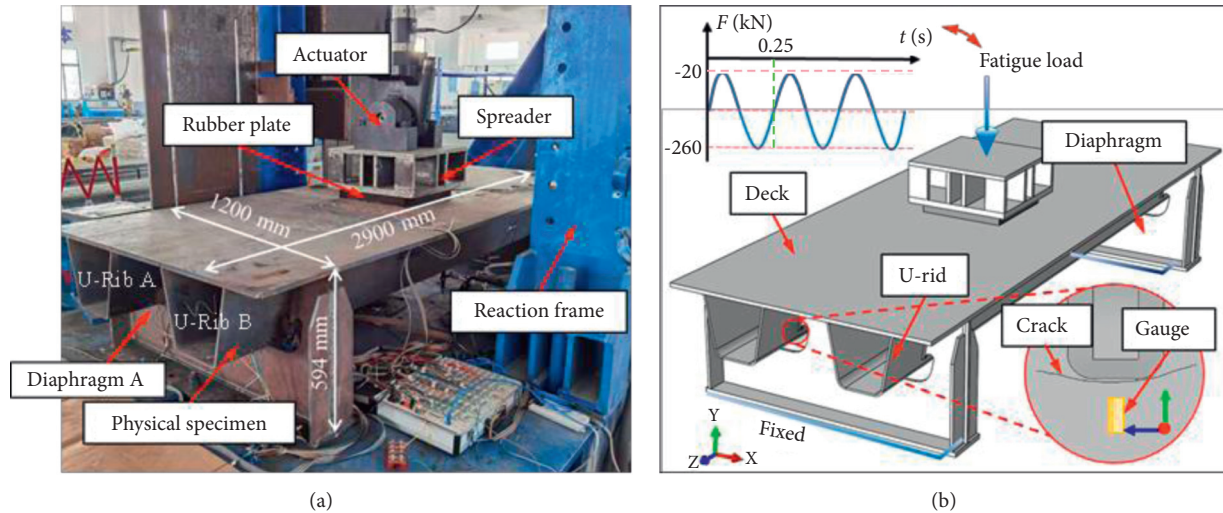 Actuator
Rubber plate
Spreader
1200 mm
2900 mm
U-Rib A
U-Rib B
594 mm
Reaction frame
Diaphragm A
Physical specimen
(a)
F (kN)
t (s)
0.25
-20
-260
Fatigue load
Diaphragm
Deck
U-rid
Crack
Gauge
Fixed
Y
Z
X
(b)